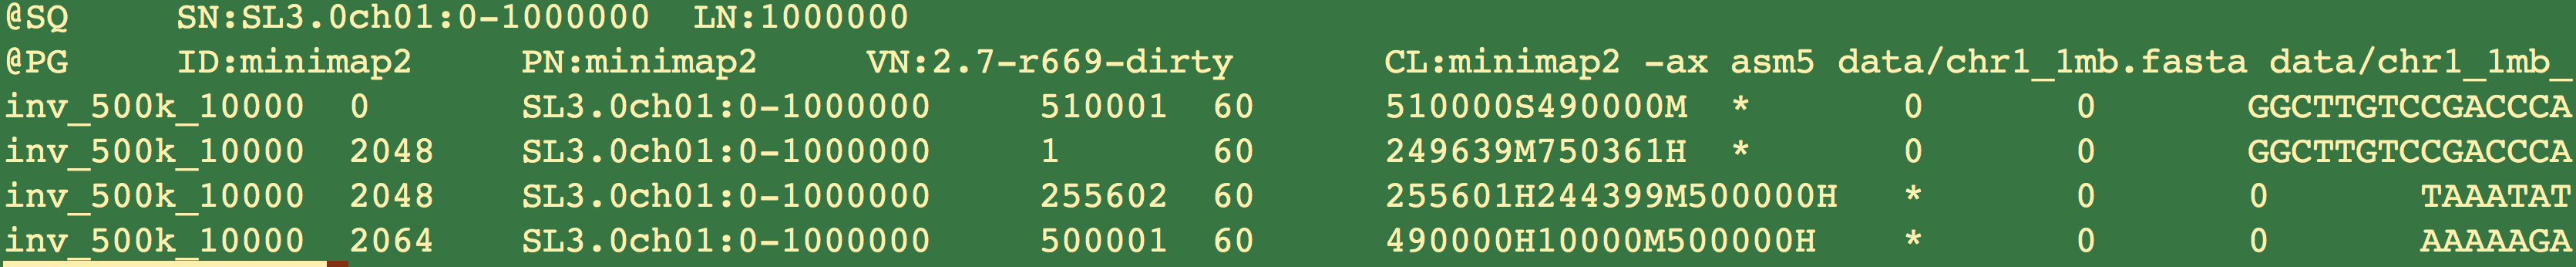 @SQ	SN:SL3.0ch01:0-1000000	LN:1000000
@PG	ID:minimap2	PN:minimap2	VN:2.7-r669-dirty	CL:minimap2 -ax asm5 data/chr1_1mb.fasta data/chr1_1mb_
inv_500k_10000	0	SL3.0ch01:0-1000000	510001	60	510000S490000M	*	0	0	GGCTTGTCCGACCCA
inv_500k_10000	2048	SL3.0ch01:0-1000000	1	60	249639M750361H	*	0	0	GGCTTGTCCGACCCA
inv_500k_10000	2048	SL3.0ch01:0-1000000	255602	60	255601H244399M500000H	*	0	0	TAAATAT
inv_500k_10000	2064	SL3.0ch01:0-1000000	500001	60	490000H10000M500000H	*	0	0	AAAAAGA